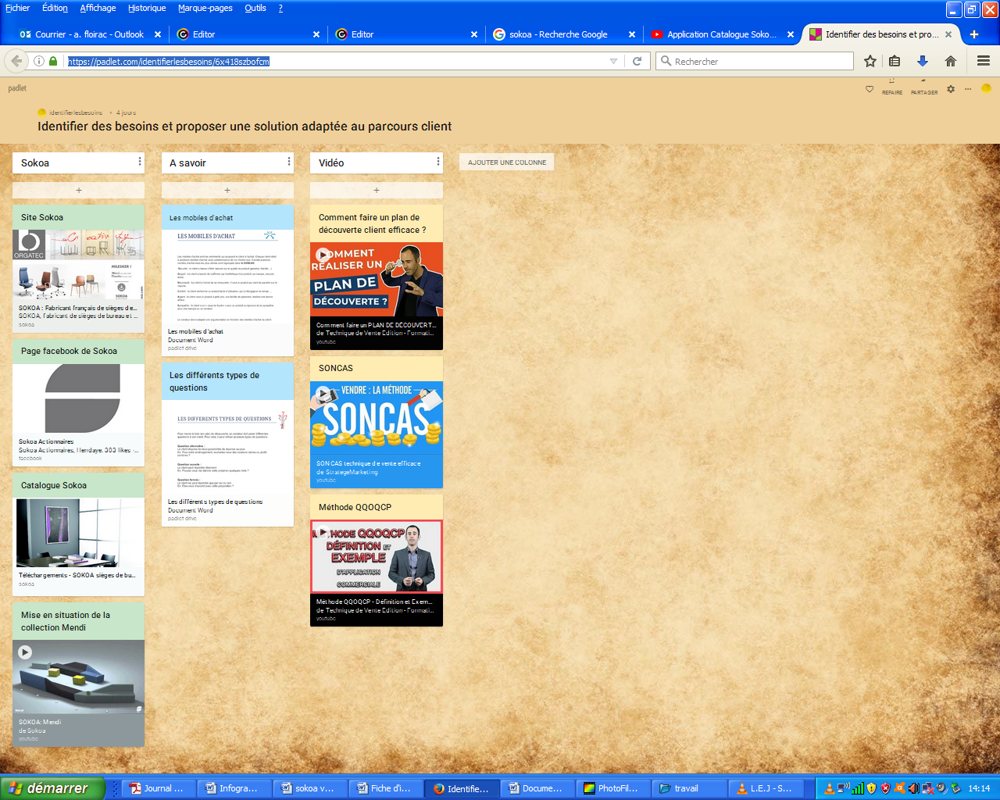 Fichier Édition Affichage Historique Marque-pages Outils ?
Courrier - a. floirac - Outlook
Editor
Editor
sokoa - Recherche Google
Application Catalogue Soko...
Identifier des besoins et pro...
https://padlet.com/identifierlesbesoins/6x418szbofcm
Rechercher
padlet
REFAIRE
PARTAGER
identifierlesbesoins • 4 jours
Identifier des besoins et proposer une solution adaptée au parcours client
Sokoa
+
Site Sokoa
ORGATEC
MILESKER !
SOKOA : Fabricant français de sièges de...
SOKOA, fabricant de sièges de bureau et ...
sokoa
Page facebook de Sokoa
Sokoa Actionnaires
Sokoa Actionnaires, Hendaye. 303 likes ·...
facebook
Catalogue Sokoa
Téléchargements - SOKOA sièges de bu...
sokoa
Mise en situation de la
collection Mendi
SOKOA: Mendi
de Sokoa
youtube
A savoir
+
Les mobiles d'achat
LES MOBILES D'ACHAT
Les mobiles d'achat
Document Word
padlet drive
Les différents types de
questions
LES DIFFERENTS TYPES DE QUESTIONS
Question alternative :
Question ouverte :
Question fermée :
Les différents types de questions
Document Word
padlet drive
Vidéo
+
Comment faire un plan de
découverte client efficace ?
COMMENT
RÉALISER UN
PLAN DE
DÉCOUVERTE ?
Comment faire un PLAN DE DÉCOUVERT...
de Technique de Vente Edition - Formati...
youtube
SONCAS
VENDRE : LA MÉTHODE
SONCAS
SONCAS technique de vente efficace
de StrategeMarketing
youtube
Méthode QQOQCP
MÉTHODE QQOQCP
DÉFINITION ET
EXEMPLE
D'APPLICATION
COMMERCIALE
Méthode QQOQCP - Définition et Exem...
de Technique de Vente Edition - Formati...
youtube
AJOUTER UNE COLONNE
démarrer
Journal ...
Infogra...
sokoa v...
Fiche d'i...
Identifie...
Docume...
PhotoFil...
travail
L.E.J - S...
14:14